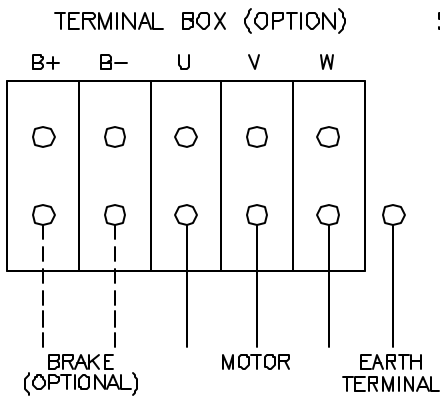 TERMINAL BOX (OPTION)
B+ B- U V W
BRAKE
(OPTIONAL)
MOTOR
EARTH
TERMINAL